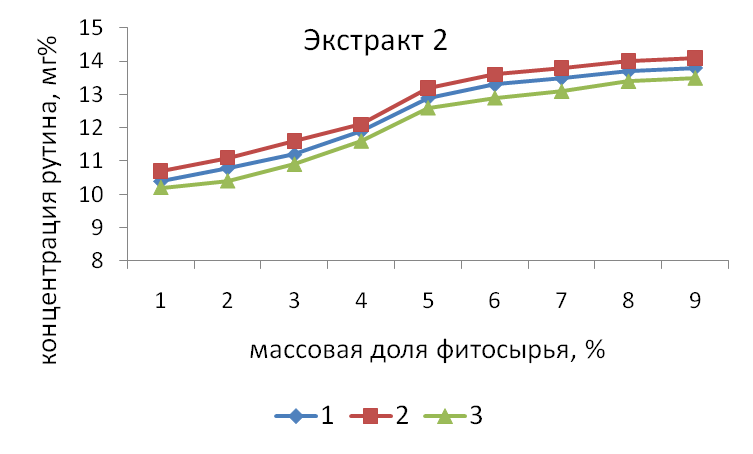 Экстракт 2
концентрация рутина, мг%
15
14
13
12
11
10
9
8
1 2 3 4 5 6 7 8 9
массовая доля фитосырья, %
1 2 3